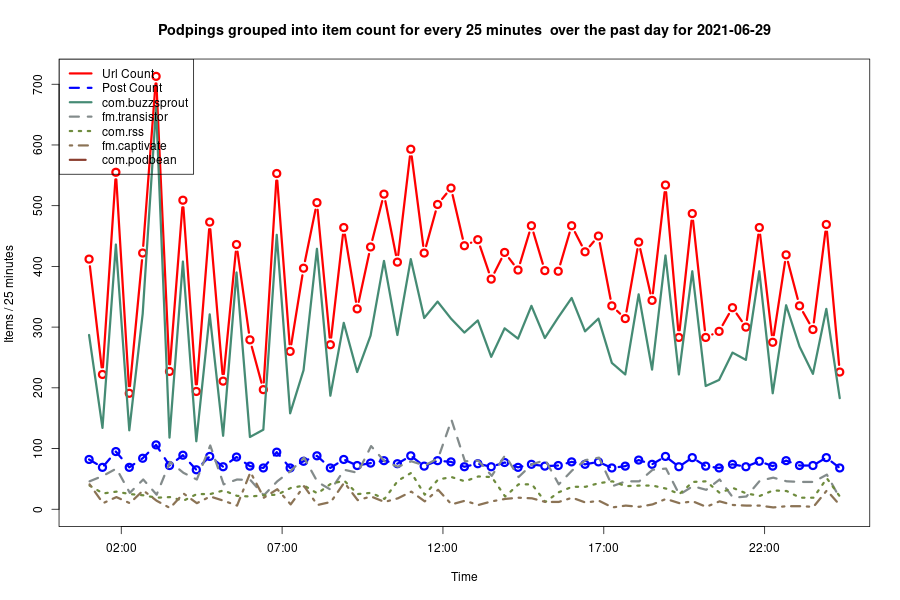 Podpings grouped into item count for every 25 minutes  over the past day for 2021-06-29
Url Count
Post Count
com.buzzsprout
fm.transistor
com.rss
fm.captivate
com.podbean
Items / 25 minutes
700
600
500
400
300
200
100
0
02:00
07:00
12:00
17:00
22:00
Time